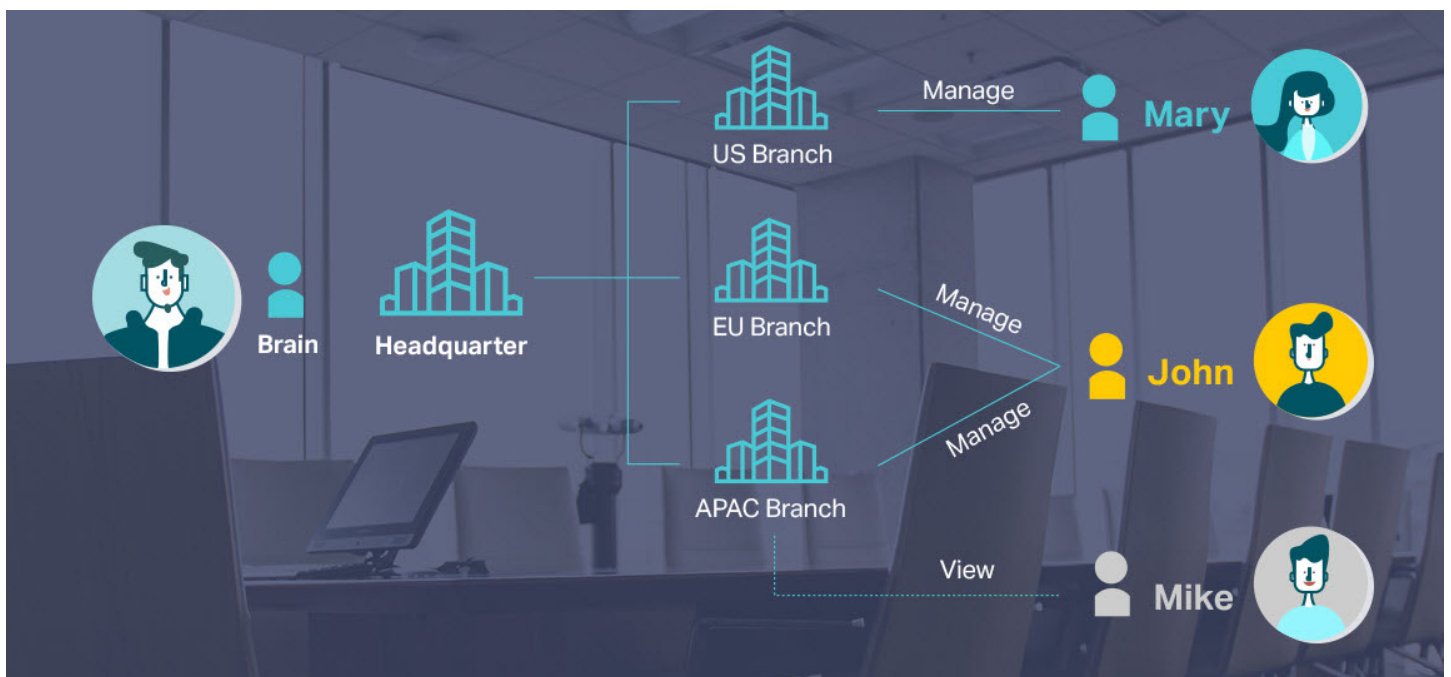 US Branch
Manage
Mary
Brain
Headquarter
EU Branch
Manage
John
APAC Branch
Manage
View
Mike